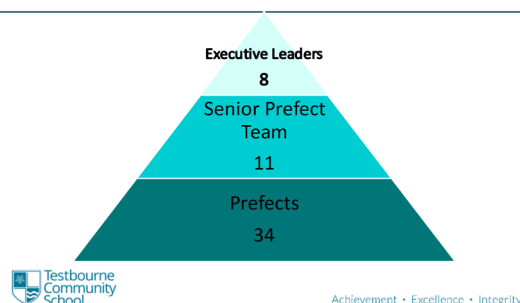 Executive Leaders
8
Senior Prefect
Team
11
Prefects
34
Testbourne
Community
School
Achievement • Excellence • Integrity